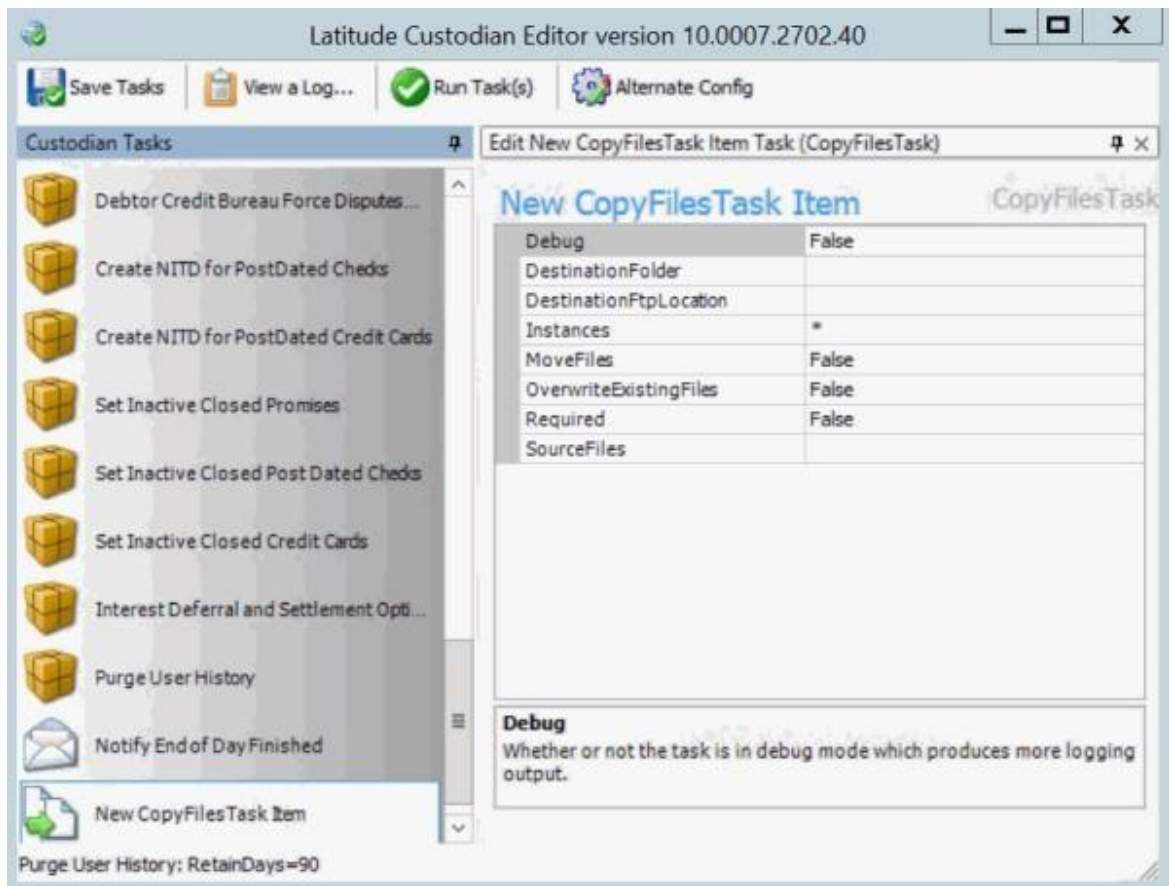 Latitude Custodian Editor version 10.0007.2702.40
Save Tasks View a Log... Run Task(s) Alternate Config
Custodian Tasks
Debtor Credit Bureau Force Disputes...
Create NITD for PostDated Checks
Create NITD for PostDated Credit Cards
Set Inactive Closed Promises
Set Inactive Closed Post Dated Checks
Set Inactive Closed Credit Cards
Interest Deferral and Settlement Opti...
Purge User History
Notify End of Day Finished
New CopyFilesTask Item
Edit New CopyFilesTask Item Task (CopyFilesTask)
New CopyFilesTask Item CopyFilesTask
Debug False
DestinationFolder
DestinationFtpLocation
Instances *
MoveFiles False
OverwriteExistingFiles False
Required False
SourceFiles
Debug
Whether or not the task is in debug mode which produces more logging
output.
Purge User History: RetainDays=90